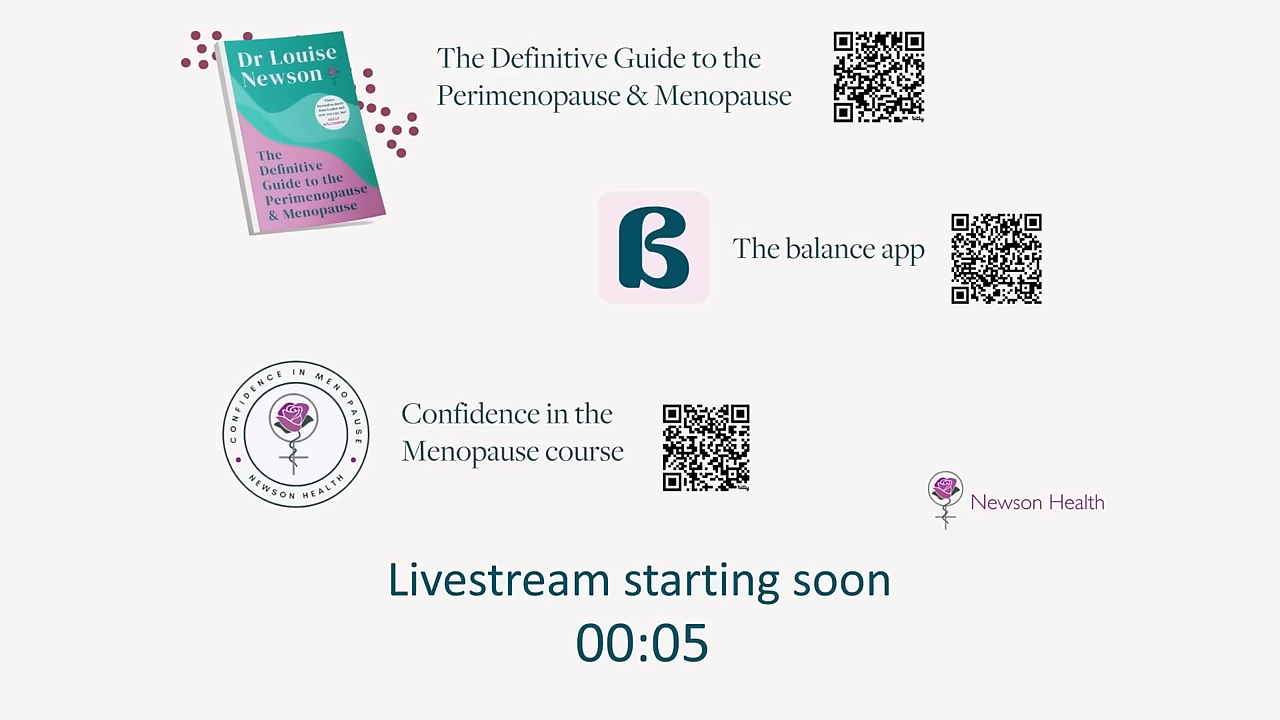 Dr Louise
Newson
The
Definitive
Guide to the
Perimenopause
& Menopause
The Definitive Guide to the
Perimenopause & Menopause
The balance app
CONFIDENCE IN MENOPAUSE
NEWSON HEALTH
Confidence in the
Menopause course
Newson Health
Livestream starting soon
00:05